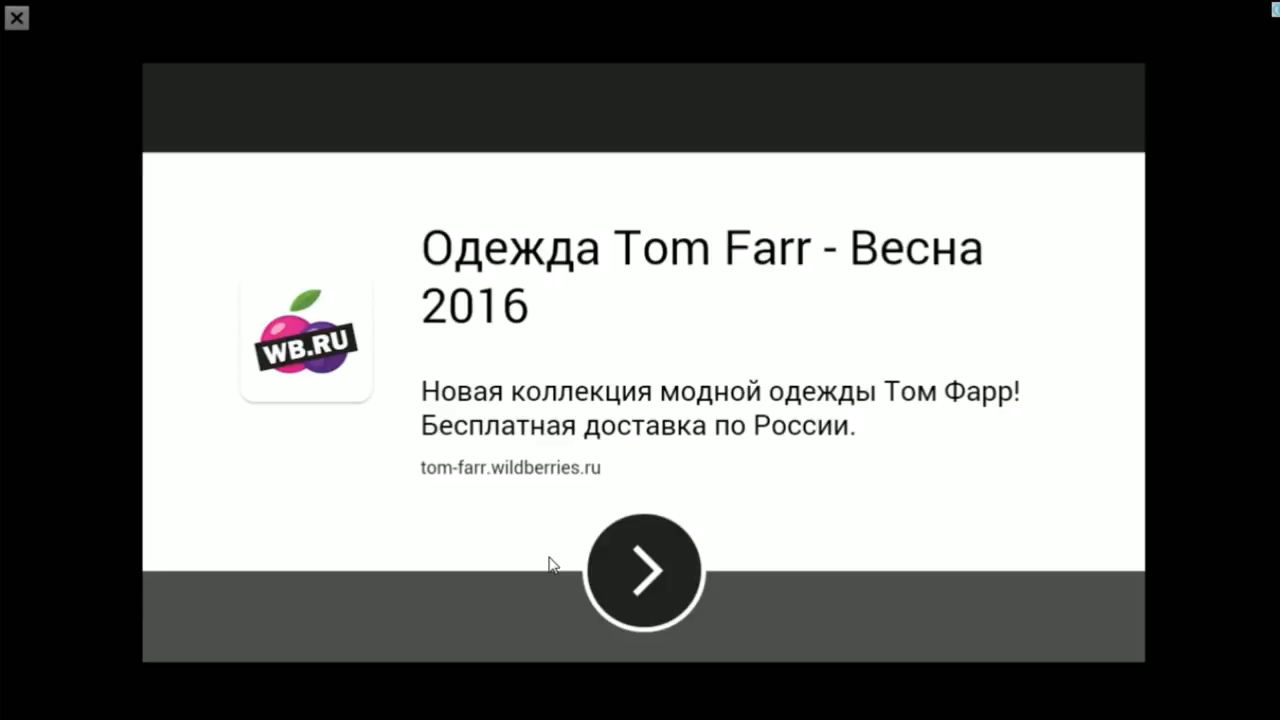 Одежда Tom Farr - Весна
2016
WB.RU
Новая коллекция модной одежды Том Фарр!
Бесплатная доставка по России.
tom-farr.wildberries.ru